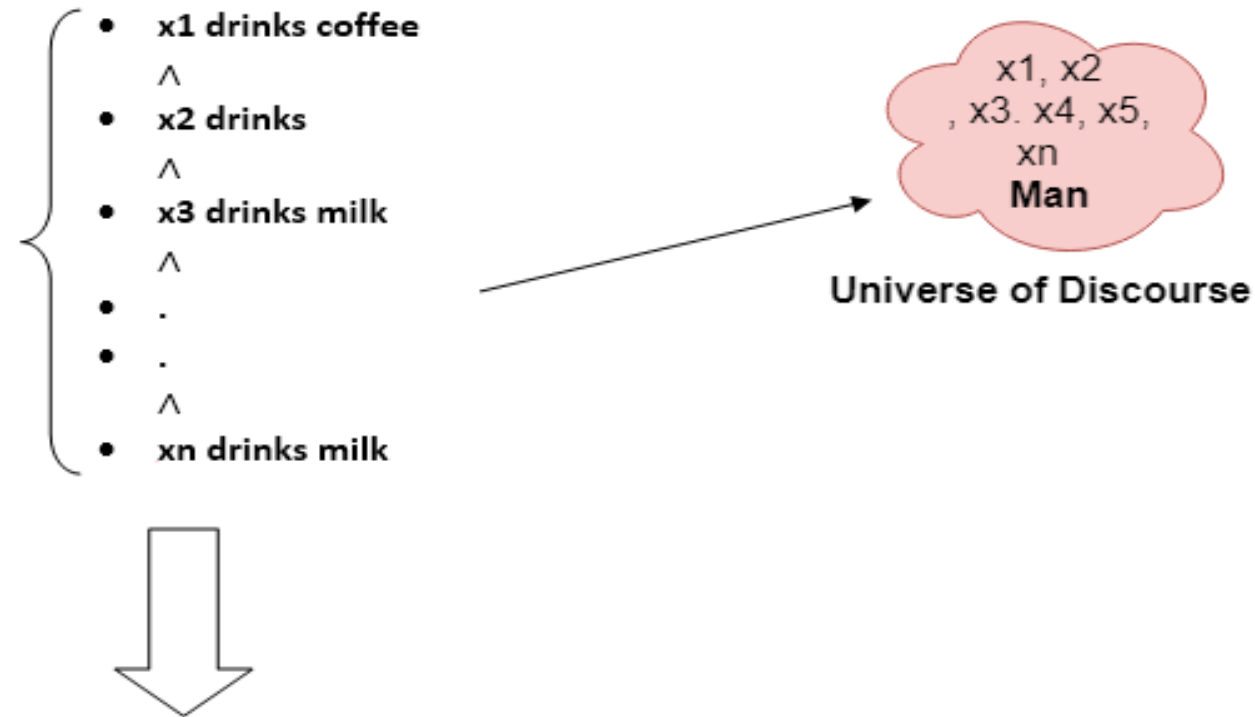 • x1 drinks coffee
∧
• x2 drinks
∧
• x3 drinks milk
∧
• .
• .
∧
• xn drinks milk
x1, x2
, x3. x4, x5,
xn
Man
Universe of Discourse